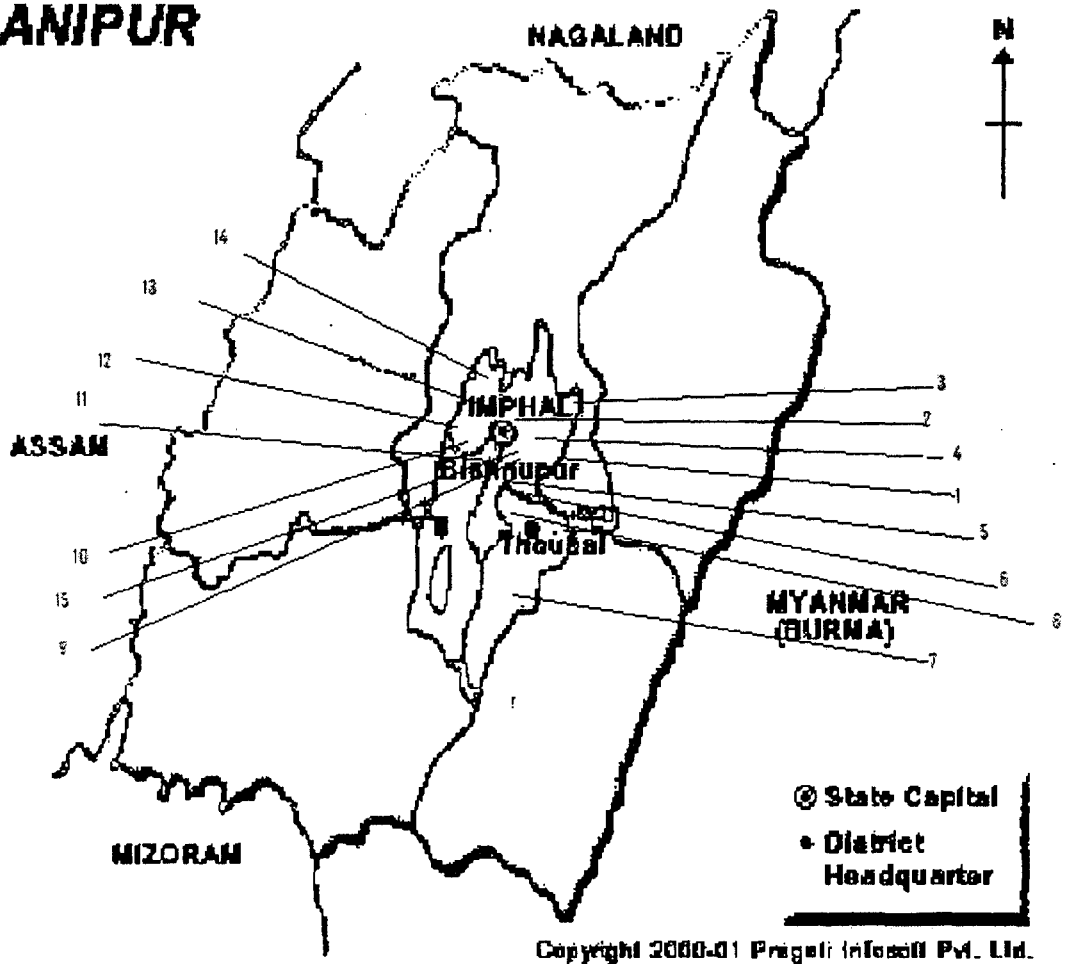 ANIPUR
NAGALAND
N
14
13
12
11
3
2
IMPHAL
ASSAM
4
Bishnupur
1
5
Thoubal
10
6
15
MYANMAR
(BURMA)
8
9
7
State Capital
District
Headquarter
MIZORAM
Copyright 2000-01 Pragati Infosoft Pvt. Ltd.